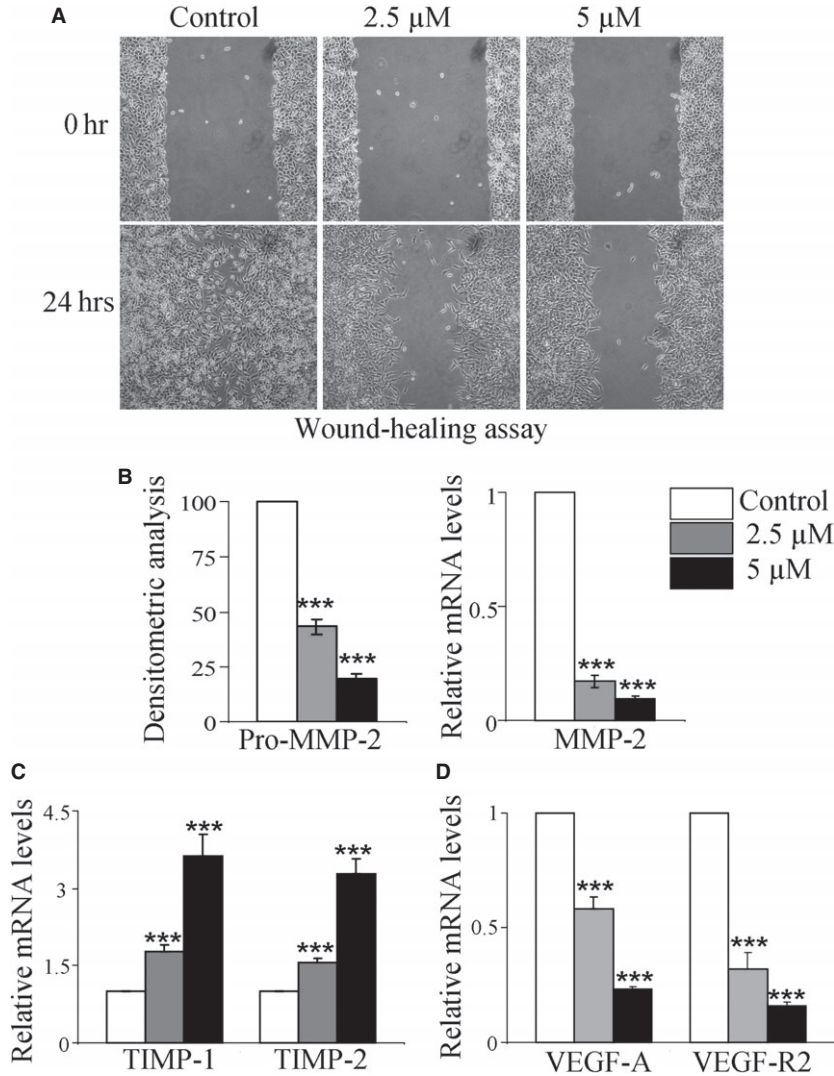 A
Control 2.5 µM 5 µM
0 hr
24 hrs
Wound-healing assay
B
Densitometric analysis
100
75
50
25
0
***
***
Pro-MMP-2
Relative mRNA levels
1
0.5
0
***
***
MMP-2
Control
2.5 µM
5 µM
C
Relative mRNA levels
4.5
3
1.5
0
***
***
***
***
TIMP-1 TIMP-2
D
Relative mRNA levels
1
0.5
0
***
***
***
***
VEGF-A VEGF-R2